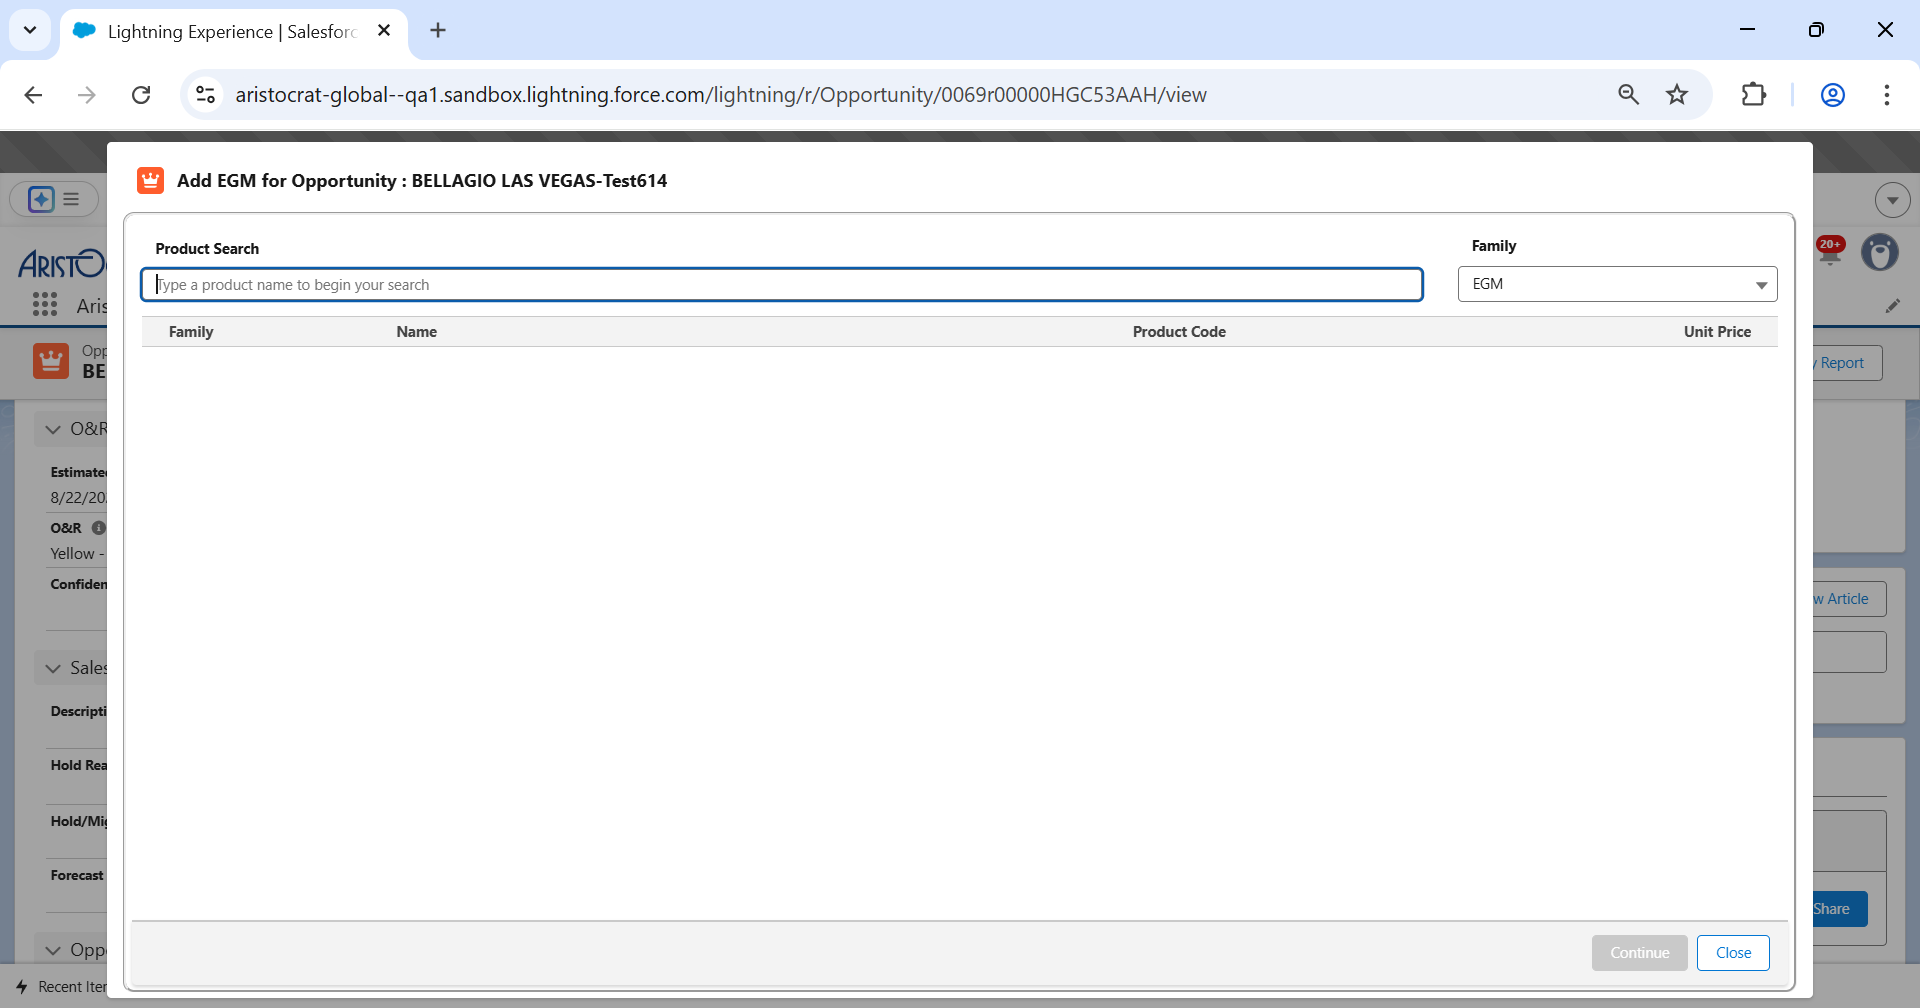 Lightning Experience | Salesforc
aristocrat-global--qa1.sandbox.lightning.force.com/lightning/r/Opportunity/0069r00000HGC53AAH/view
Add EGM for Opportunity : BELLAGIO LAS VEGAS-Test614
Product Search
Family
Type a product name to begin your search
EGM
Family Name Product Code Unit Price
ARISTO
20+
Aris
Opp
BE
y Report
O&R
Estimated
8/22/20
O&R
Yellow -
Confiden
w Article
Sales
Descripti
Hold Rea
Hold/Mig
Forecast
Share
Oppo
Continue Close
Recent Iter